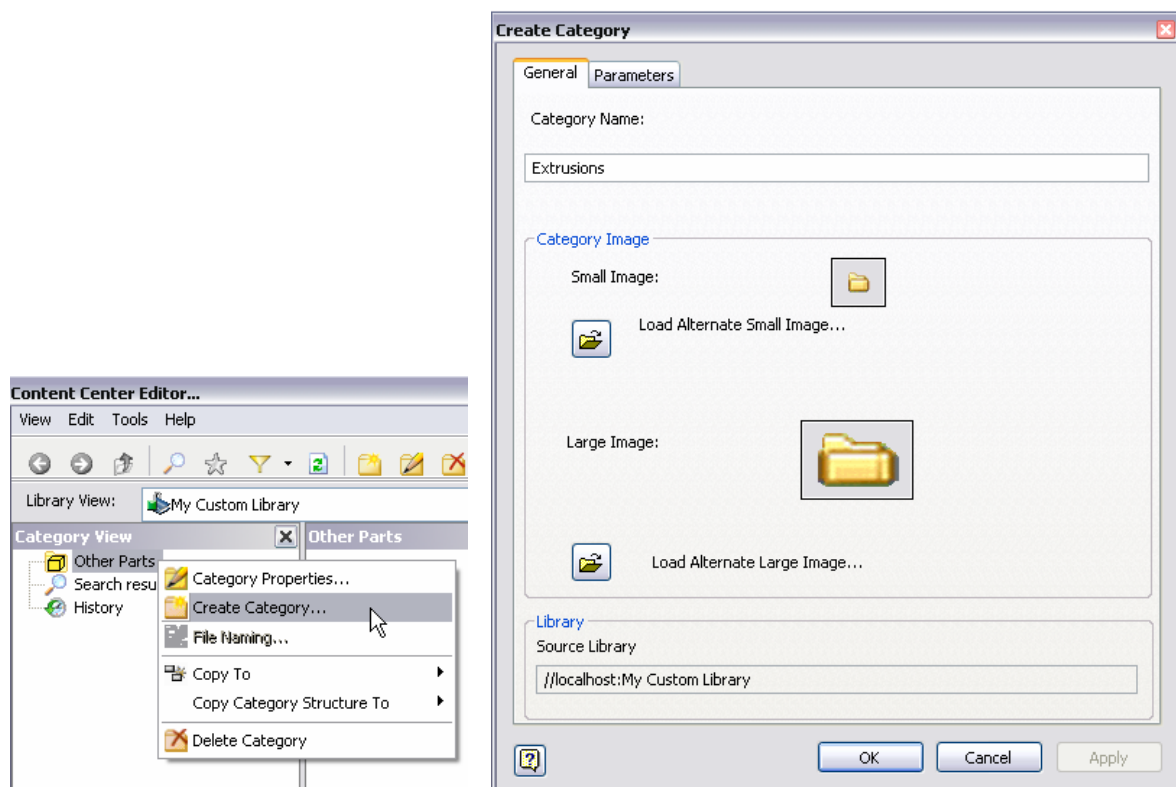 Content Center Editor...
View Edit Tools Help
Library View: My Custom Library
Category View Other Parts
Other Parts
Search resu
History
Category Properties...
Create Category...
File Naming...
Copy To
Copy Category Structure To
Delete Category
Create Category
General Parameters
Category Name:
Extrusions
Category Image
Small Image:
Load Alternate Small Image...
Large Image:
Load Alternate Large Image...
Library
Source Library
//localhost:My Custom Library
OK Cancel Apply